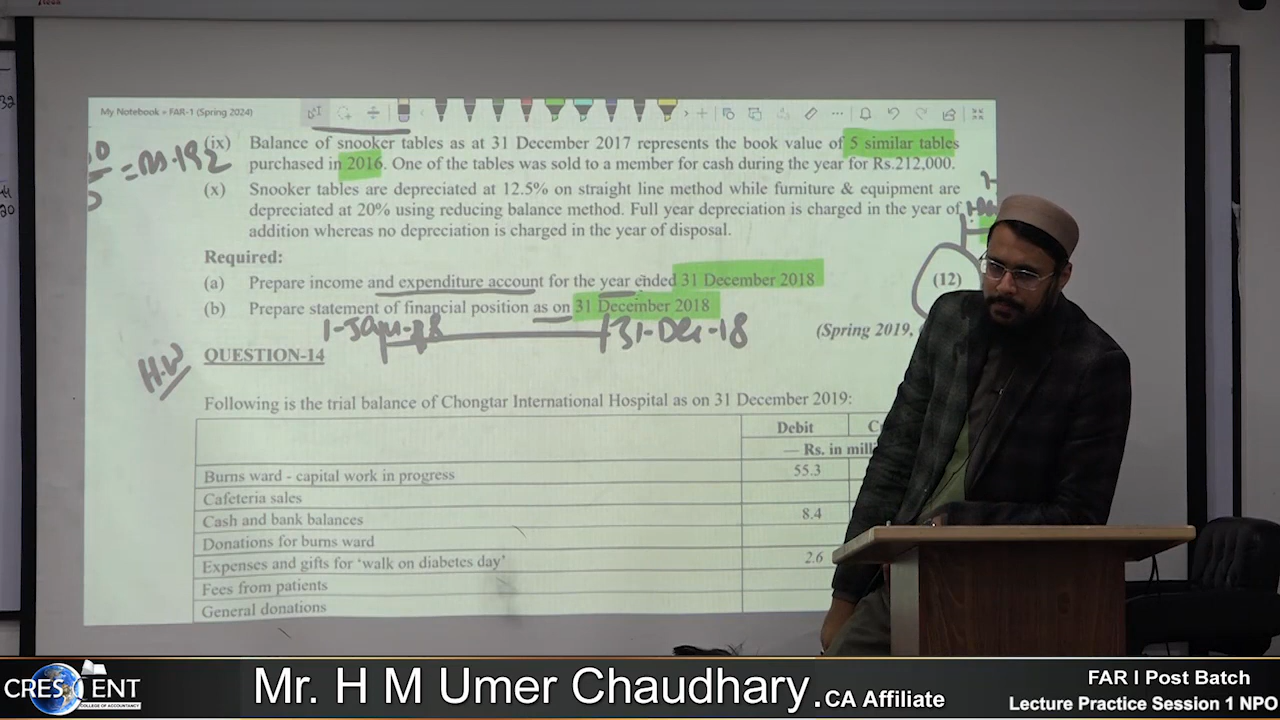 My Notebook > FAR-1 (Spring 2024)
(ix) Balance of snooker tables as at 31 December 2017 represents the book value of 5 similar tables
purchased in 2016. One of the tables was sold to a member for cash during the year for Rs.212,000.
(x) Snooker tables are depreciated at 12.5% on straight line method while furniture & equipment are
depreciated at 20% using reducing balance method. Full year depreciation is charged in the year of
addition whereas no depreciation is charged in the year of disposal.
Required:
(a) Prepare income and expenditure account for the year ended 31 December 2018
(12)
(b) Prepare statement of financial position as on 31 December 2018
31-Dec-18
(Spring 2019,
H.W QUESTION-14
Following is the trial balance of Chongtar International Hospital as on 31 December 2019:
Debit
— Rs. in mill
Burns ward - capital work in progress 55.3
Cafeteria sales
Cash and bank balances 8.4
Donations for burns ward
Expenses and gifts for 'walk on diabetes day' 2.6
Fees from patients
General donations
CRESCENT
COLLEGE OF ACCOUNTANCY
Mr. H M Umer Chaudhary .CA Affiliate
FAR I Post Batch
Lecture Practice Session 1 NPO